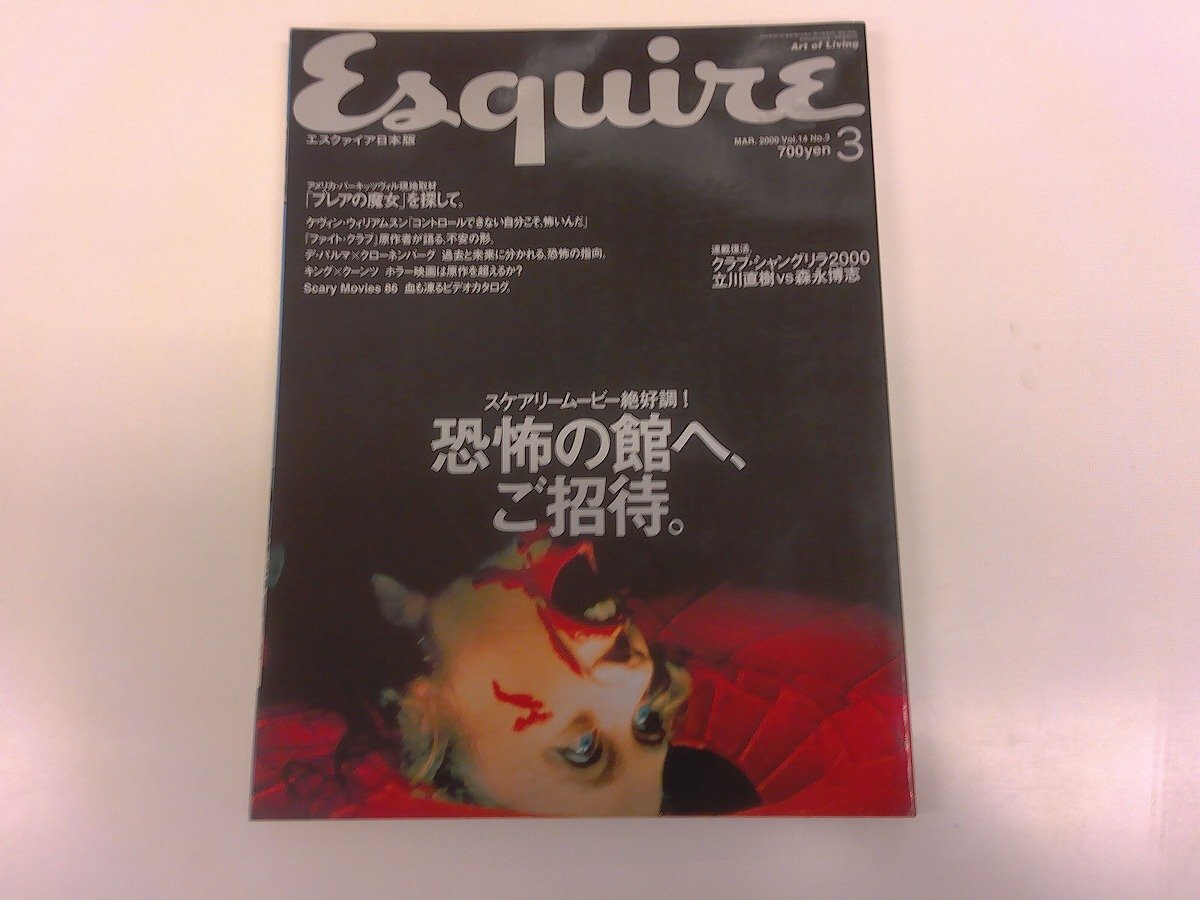 Esquire
Art of Living
エスクァイア日本版
MAR. 2000 Vol.14 No.3
700yen 3
アメリカ・バーキッツヴィル現地取材
「ブレアの魔女」を探して。
ケヴィン・ウィリアムスン「コントロールできない自分こそ、怖いんだ」
「ファイト・クラブ」原作者が語る、不安の形。
デ・パルマ×クローネンバーグ 過去と未来に分かれる、恐怖の指向。
キング×クーンツ ホラー映画は原作を超えるか?
Scary Movies 86 血も凍るビデオカタログ。
連載復活。
クラブ・シャングリラ2000
立川直樹vs森永博志
スケアリームービー絶好調!
恐怖の館へ、
ご招待。